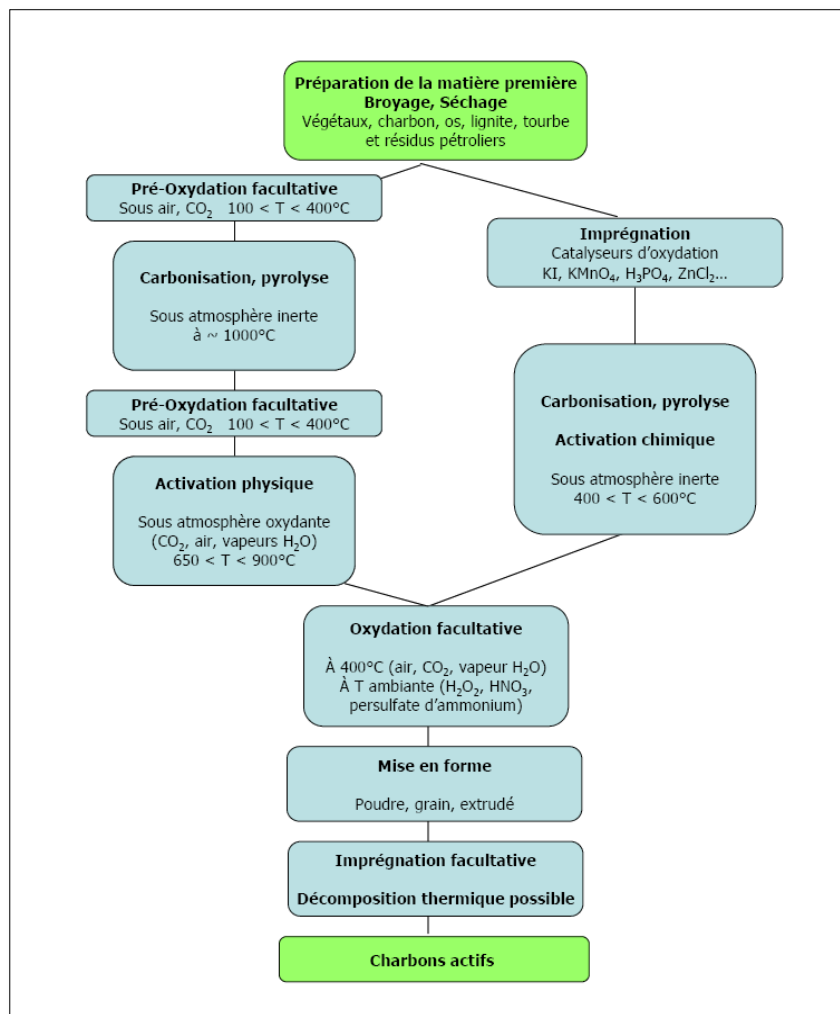 Préparation de la matière première
Broyage, Séchage
Végétaux, charbon, os, lignite, tourbe
et résidus pétroliers
Pré-Oxydation facultative
Sous air, CO₂ 100 < T < 400°C
Carbonisation, pyrolyse
Sous atmosphère inerte
à ~ 1000°C
Pré-Oxydation facultative
Sous air, CO₂ 100 < T < 400°C
Activation physique
Sous atmosphère oxydante
(CO₂, air, vapeurs H₂O)
650 < T < 900°C
Imprégnation
Catalyseurs d’oxydation
KI, KMnO₄, H₃PO₄, ZnCl₂...
Carbonisation, pyrolyse
Activation chimique
Sous atmosphère inerte
400 < T < 600°C
Oxydation facultative
À 400°C (air, CO₂, vapeur H₂O)
À T ambiante (H₂O₂, HNO₃,
persulfate d’ammonium)
Mise en forme
Poudre, grain, extrudé
Imprégnation facultative
Décomposition thermique possible
Charbons actifs